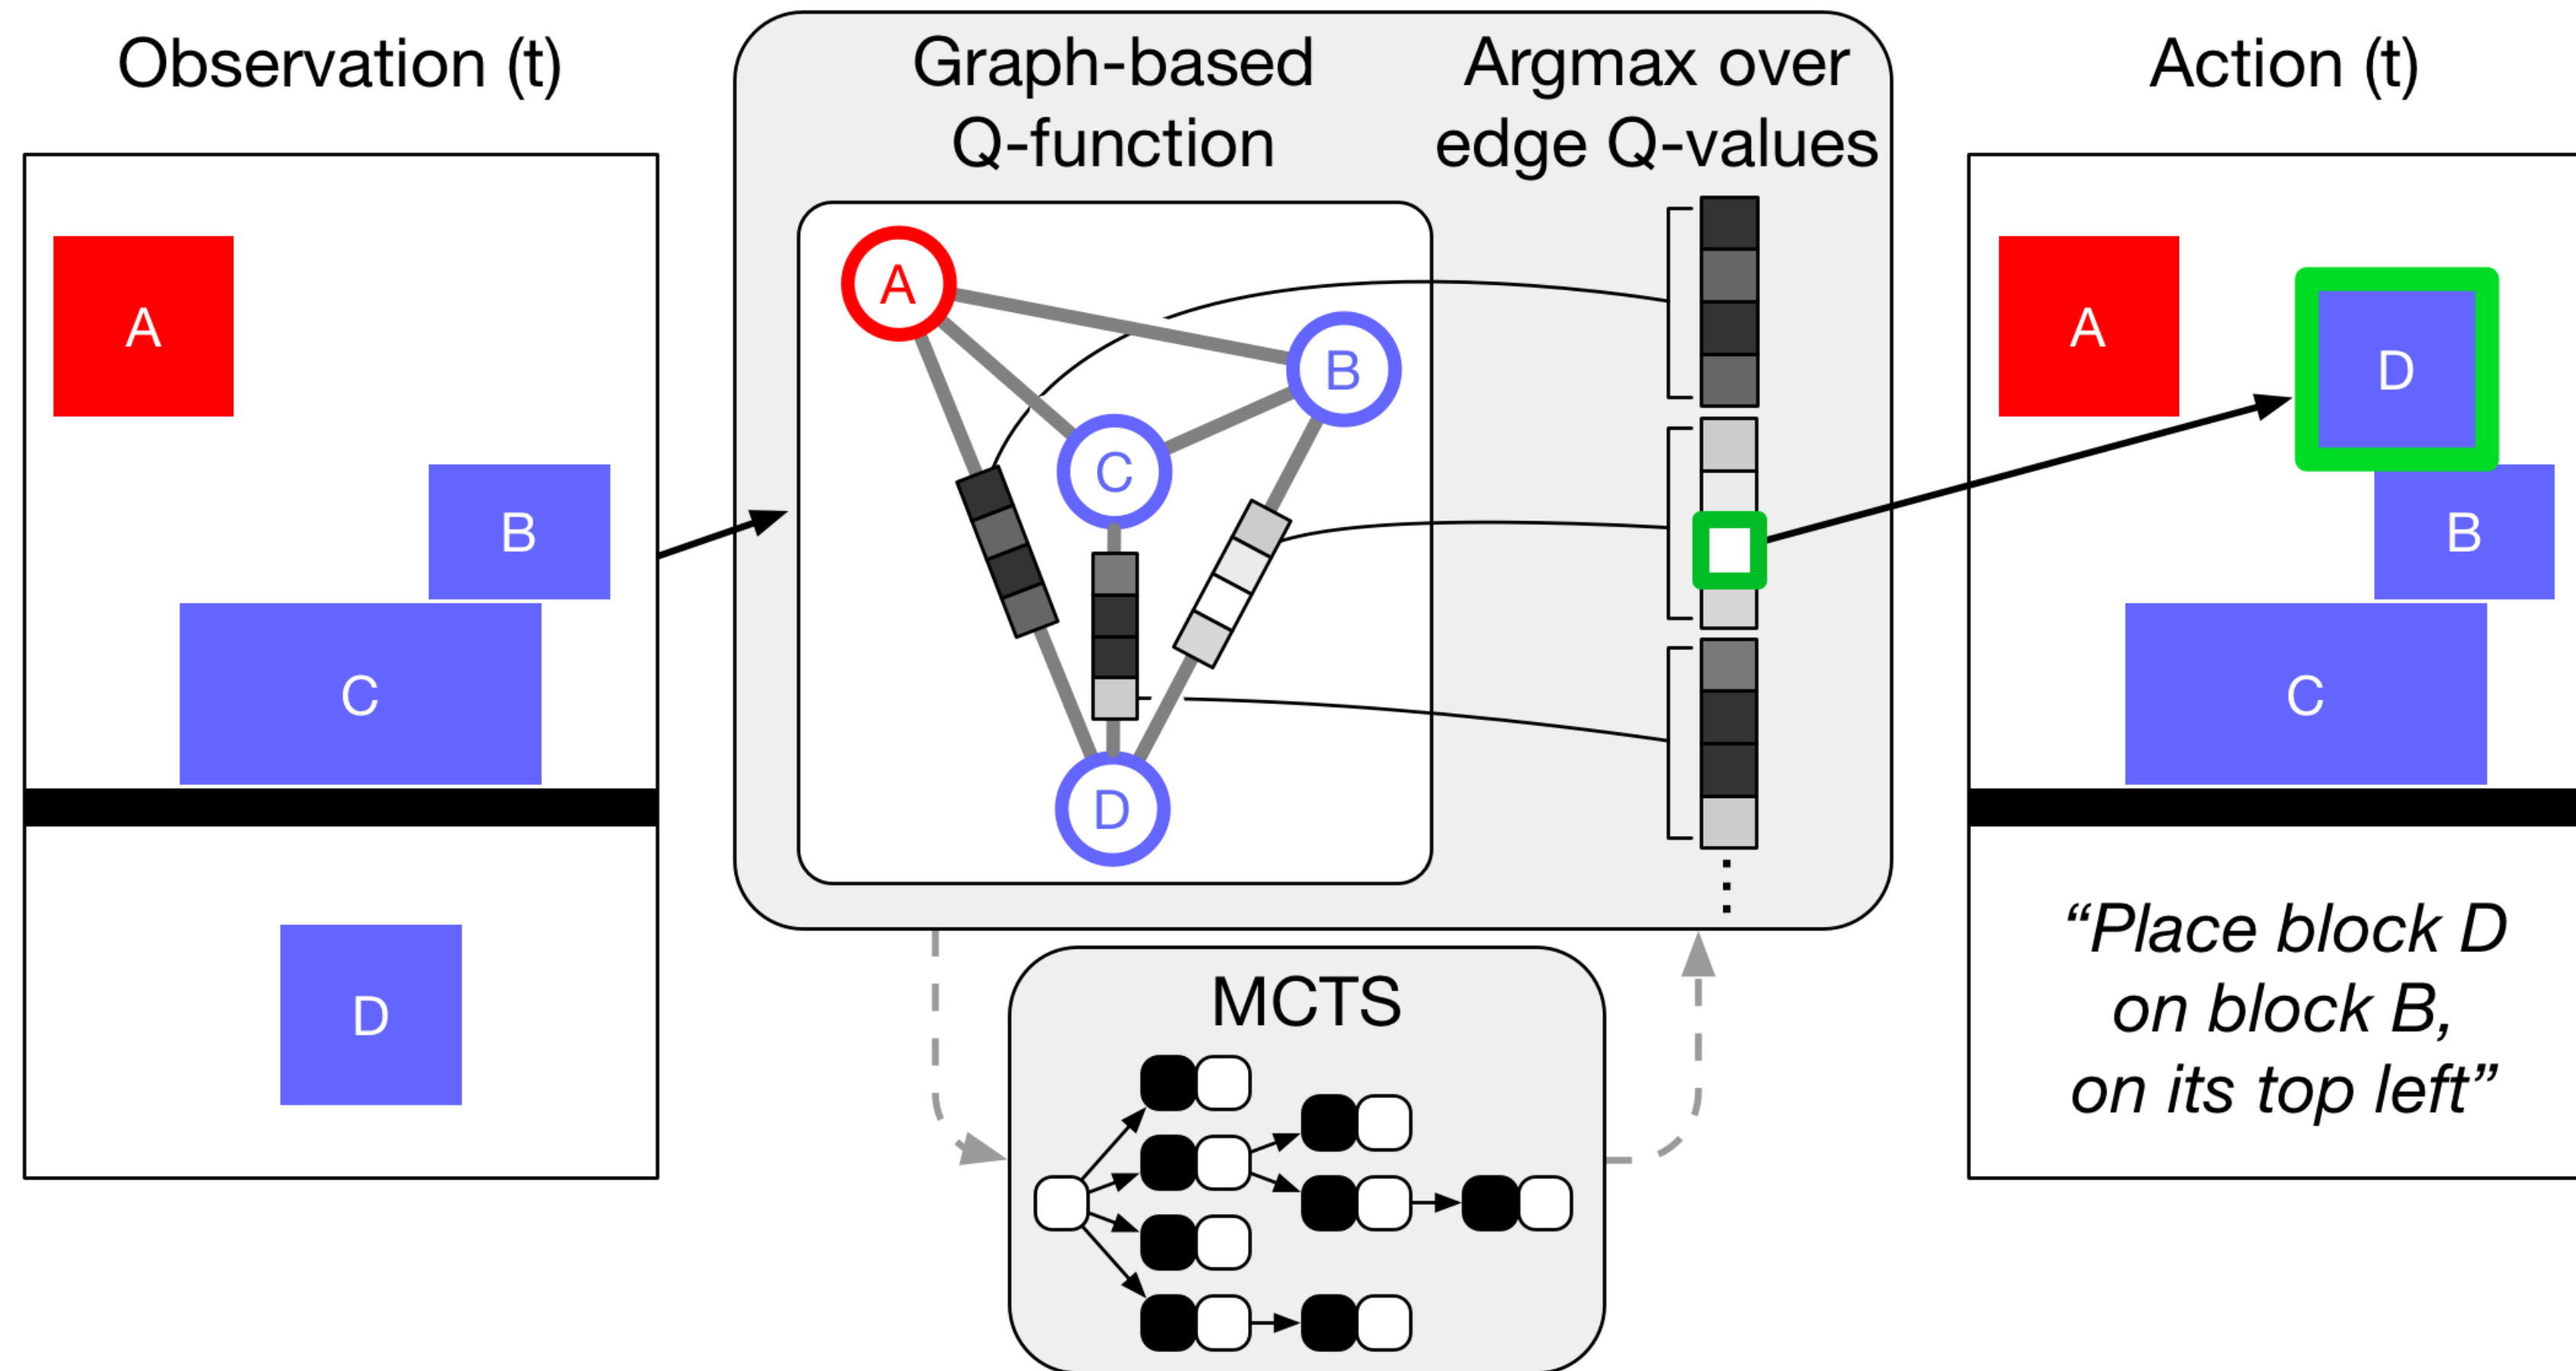 Observation (t)
A
B
C
D
Graph-based
Q-function
A
B
C
D
Argmax over
edge Q-values
MCTS
Action (t)
A
D
B
C
“Place block D
on block B,
on its top left”